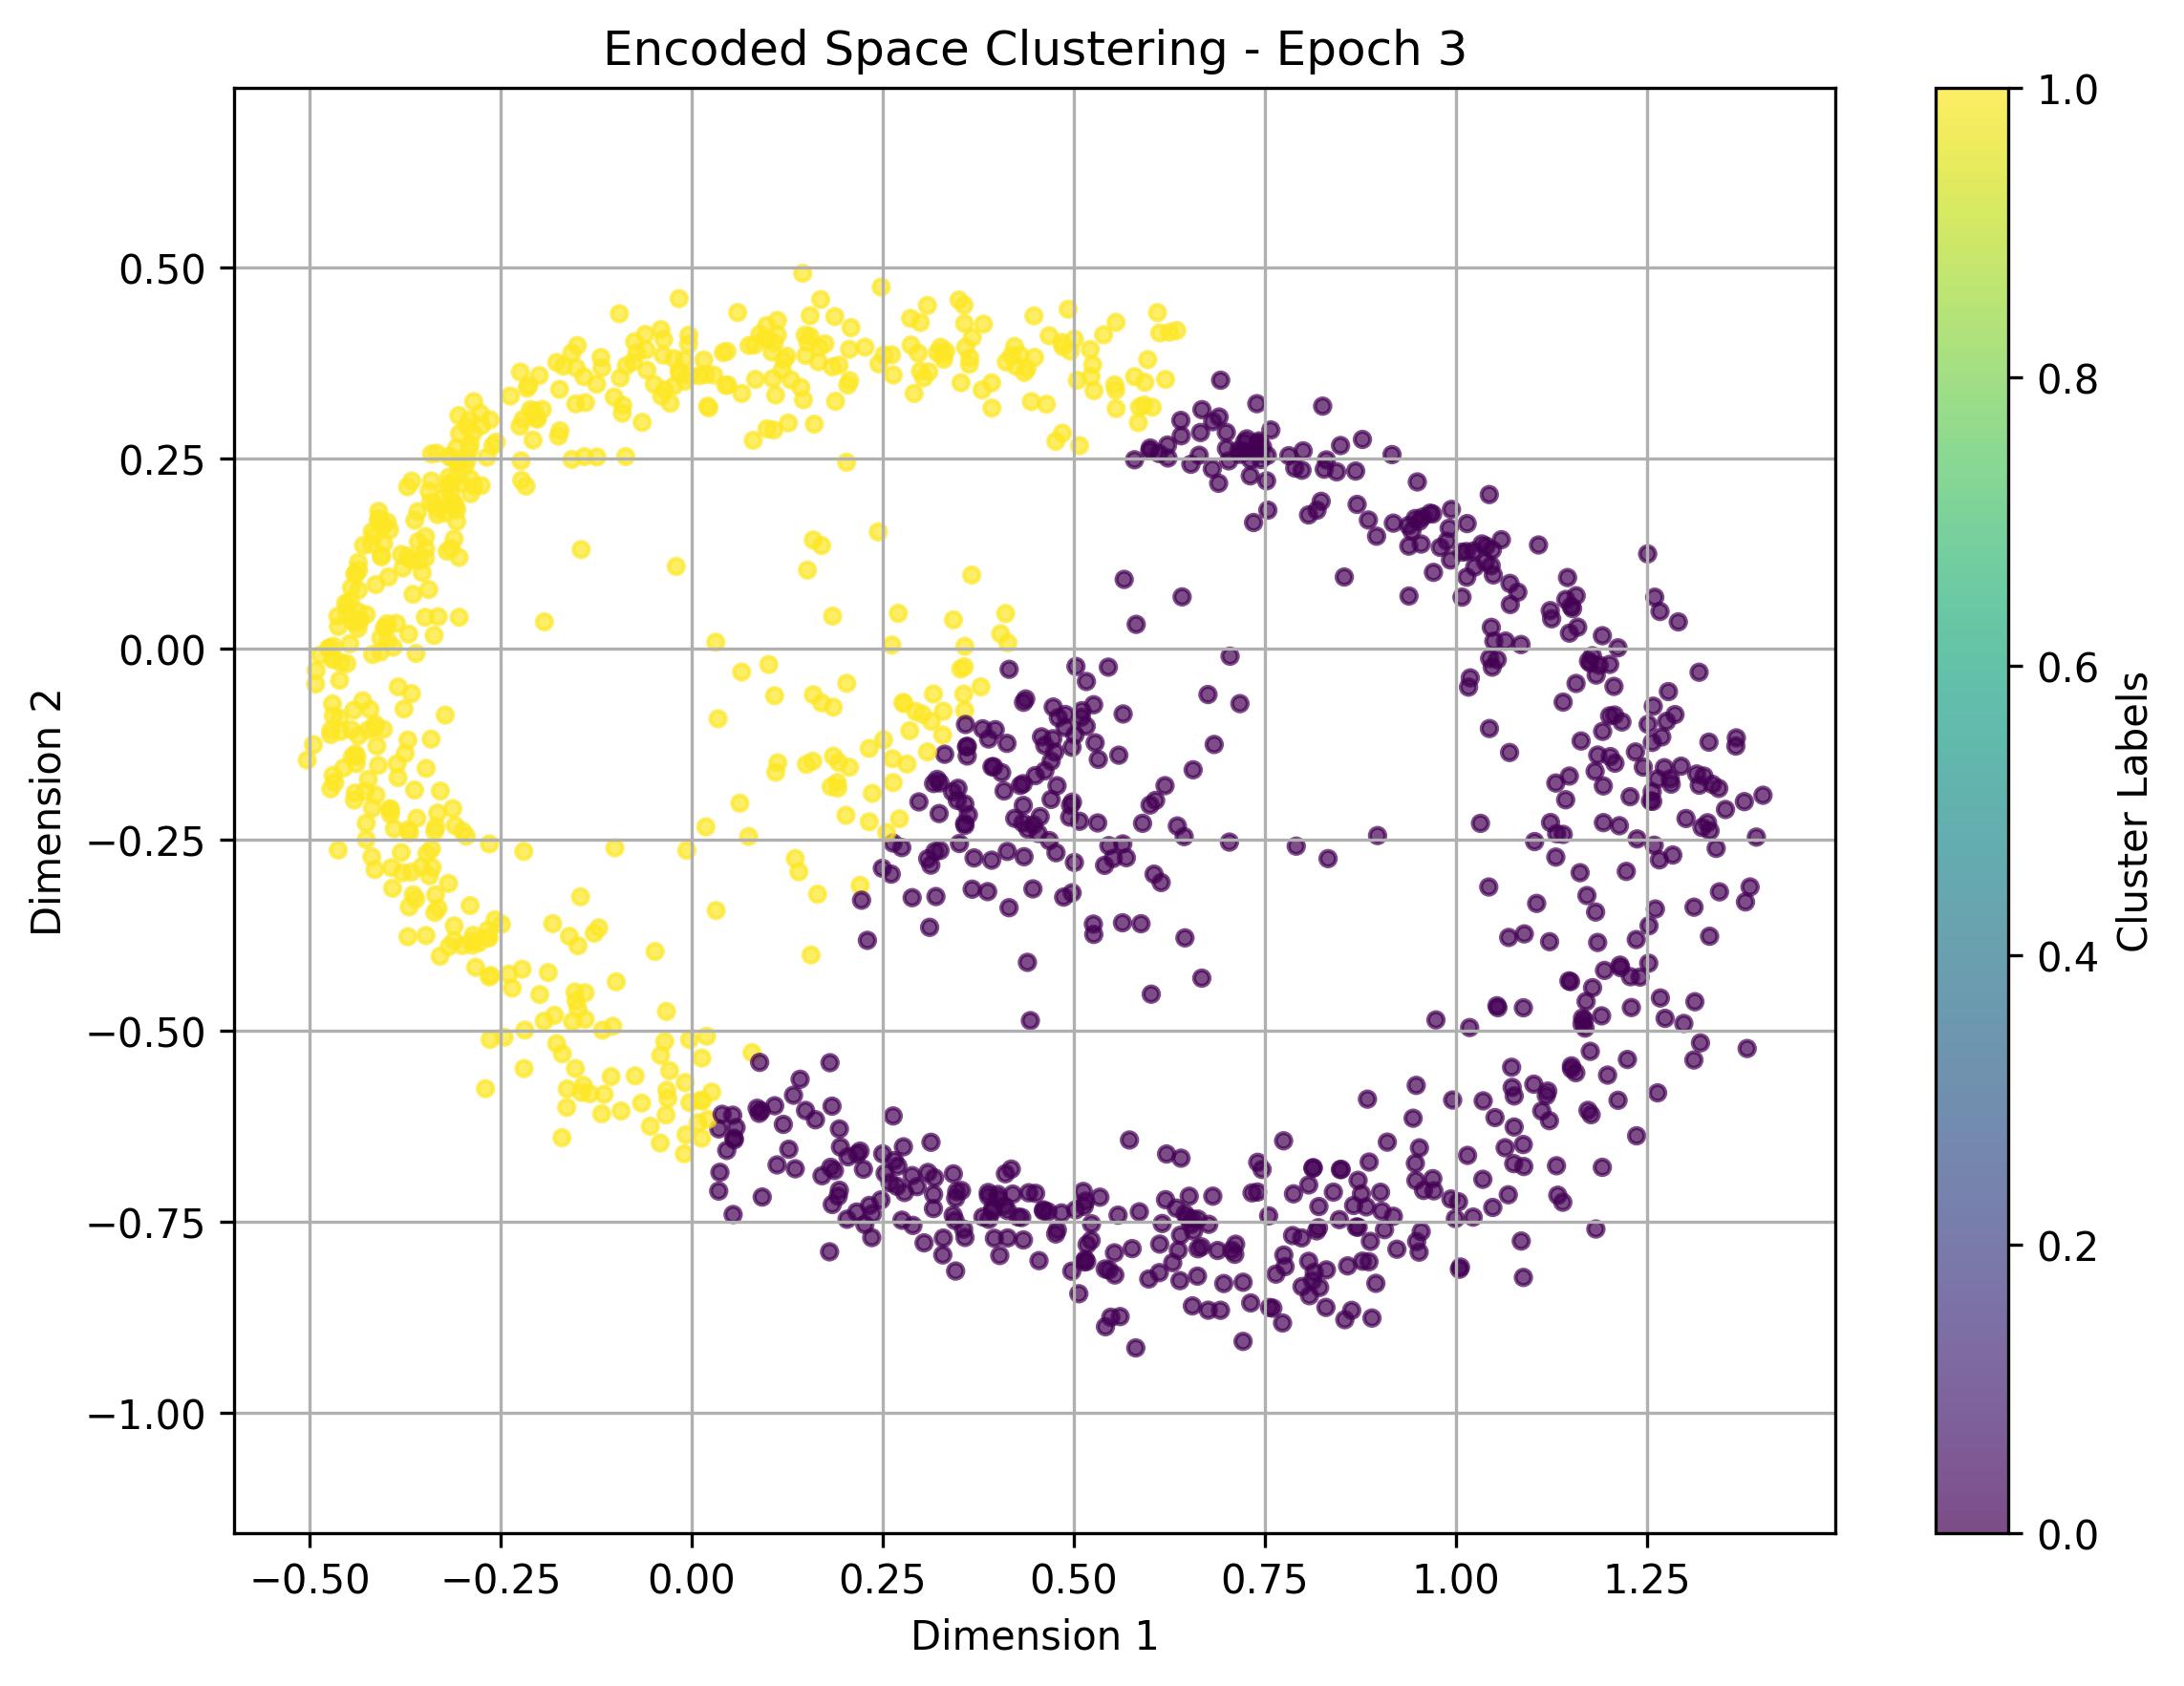 Encoded Space Clustering - Epoch 3
0.50
0.25
0.00
−0.25
−0.50
−0.75
−1.00
Dimension 2
−0.50 −0.25 0.00 0.25 0.50 0.75 1.00 1.25
Dimension 1
1.0
0.8
0.6
0.4
0.2
0.0
Cluster Labels